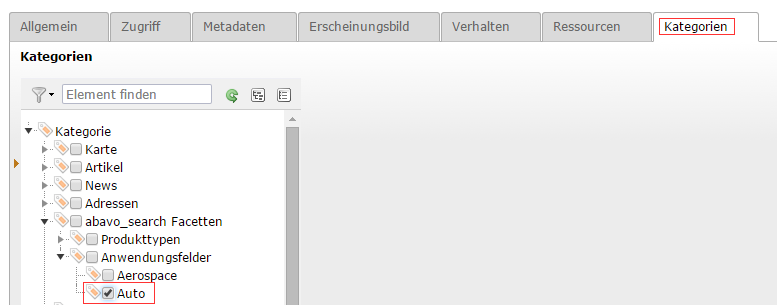 Allgemein Zugriff Metadaten Erscheinungsbild Verhalten Ressourcen Kategorien
Kategorien
Element finden
Kategorie
Karte
Artikel
News
Adressen
abavo_search Facetten
Produkttypen
Anwendungsfelder
Aerospace
Auto